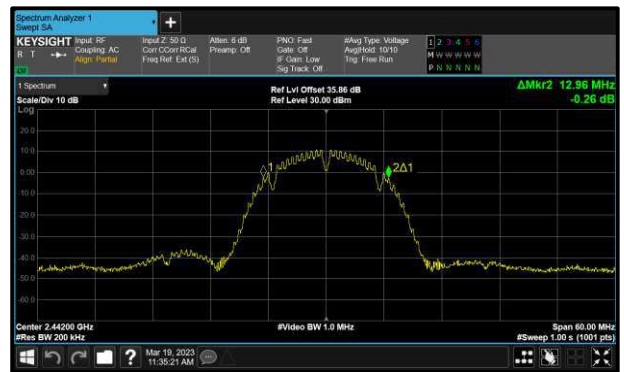 Spectrum Analyzer 1
Swept SA
+
KEYSIGHT
R T
Input: RF
Coupling: AC
Align: Partial
Input Z: 50 Ω
Corr CCorr RCal
Freq Ref: Ext (S)
Atten: 6 dB
Preamp: Off
PNO: Fast
Gate: Off
IF Gain: Low
Sig Track: Off
#Avg Type: Voltage
Avg|Hold: 10/10
Trig: Free Run
1 2 3 4 5 6
M W W W W W
P N N N N N
1 Spectrum
Scale/Div 10 dB
Log
Ref Lvl Offset 35.86 dB
Ref Level 30.00 dBm
ΔMkr2 12.96 MHz
-0.26 dB
20.0
10.0
0.00
-10.0
-20.0
-30.0
-40.0
-50.0
-60.0
1
2Δ1
Center 2.44200 GHz
#Res BW 200 kHz
#Video BW 1.0 MHz
Span 60.00 MHz
#Sweep 1.00 s (1001 pts)
?
Mar 19, 2023
11:35:21 AM